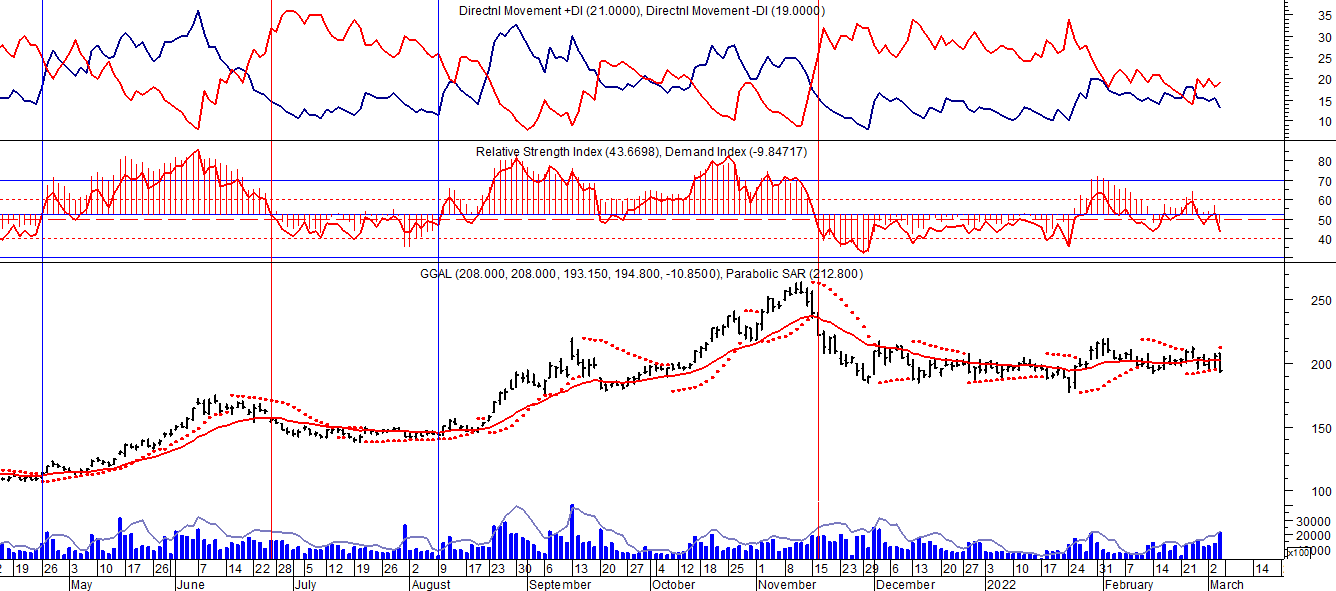 Directnl Movement +DI (21.0000), Directnl Movement -DI (19.0000)
35
30
25
20
15
10
Relative Strength Index (43.6698), Demand Index (-9.84717)
80
70
60
50
40
GGAL (208.000, 208.000, 193.150, 194.800, -10.8500), Parabolic SAR (212.800)
250
200
150
100
30000
20000
x100
19 26 3 10 17 26 7 14 22 28 5 12 19 26 2 9 17 23 30 6 13 20 27 4 12 18 25 1 8 15 23 29 6 13 20 27 3 10 17 24 31 7 14 21 2 14
May June July August September October November December 2022 February March